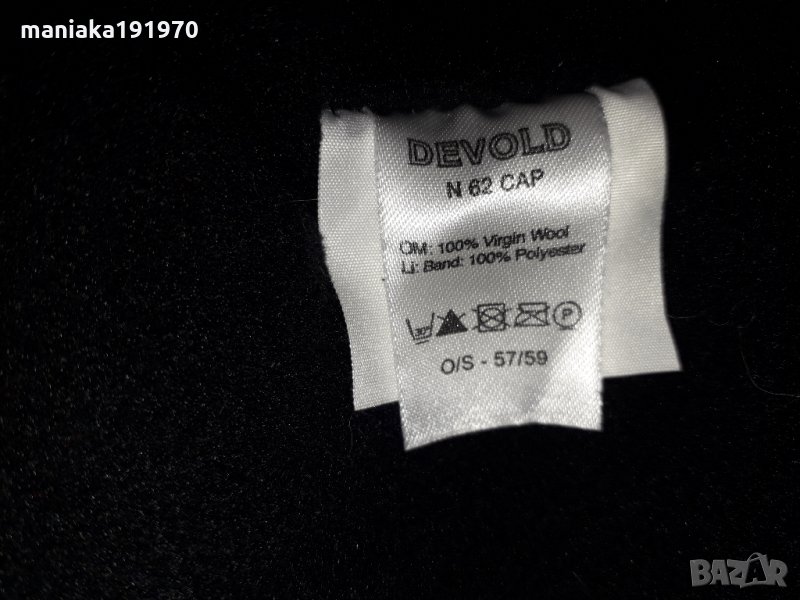 maniaka191970
DEVOLD
N 62 CAP
OM: 100% Virgin Wool
Li: Band: 100% Polyester
P
O/S - 57/59
BAZAR